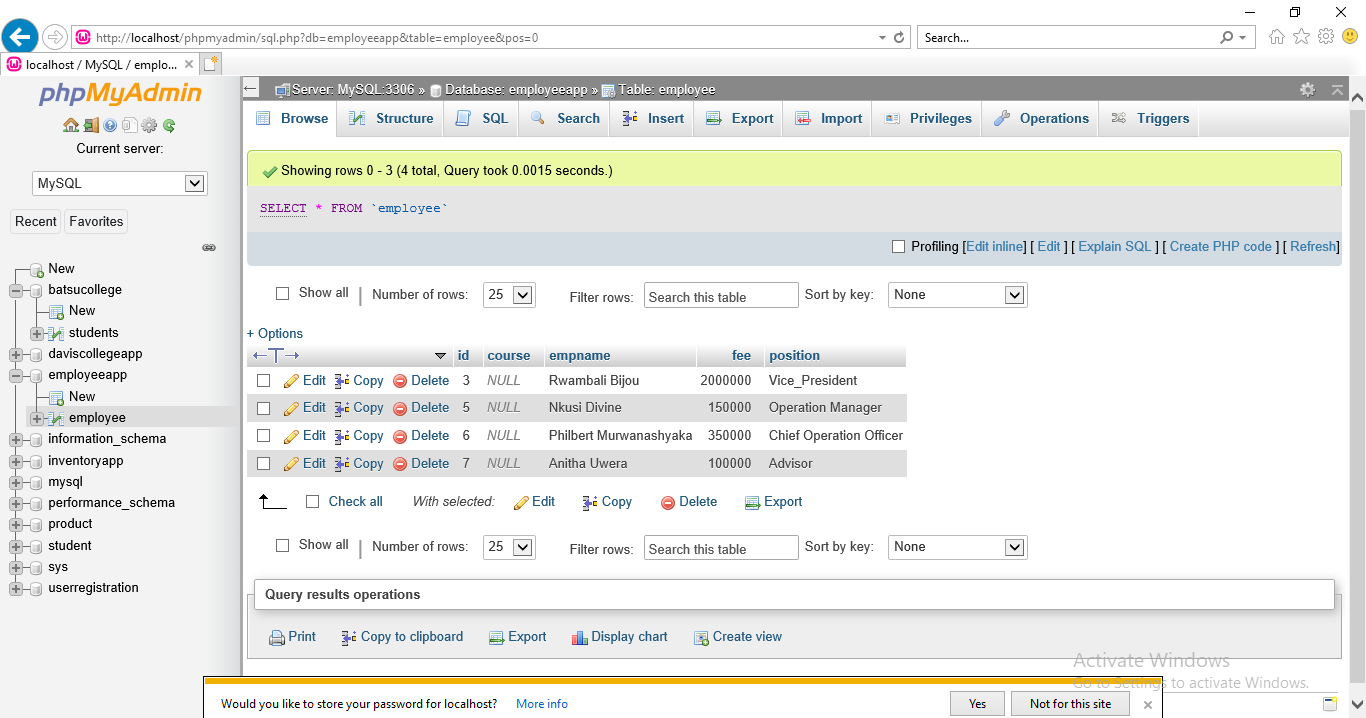 http://localhost/phpmyadmin/sql.php?db=employeeapp&table=employee&pos=0
Search...
localhost / MySQL / emplo...
phpMyAdmin
Current server:
MySQL
Recent Favorites
New
batsucollege
New
students
daviscollegeapp
employeeapp
New
employee
information_schema
inventoryapp
mysql
performance_schema
product
student
sys
userregistration
Server: MySQL:3306 » Database: employeeapp » Table: employee
Browse Structure SQL Search Insert Export Import Privileges Operations Triggers
Showing rows 0 - 3 (4 total, Query took 0.0015 seconds.)
SELECT * FROM `employee`
Profiling [Edit inline] [ Edit ] [ Explain SQL ] [ Create PHP code ] [ Refresh]
Show all | Number of rows: 25 Filter rows: Search this table Sort by key: None
+ Options
←T→ id course empname fee position
Edit Copy Delete 3 NULL Rwambali Bijou 2000000 Vice_President
Edit Copy Delete 5 NULL Nkusi Divine 150000 Operation Manager
Edit Copy Delete 6 NULL Philbert Murwanashyaka 350000 Chief Operation Officer
Edit Copy Delete 7 NULL Anitha Uwera 100000 Advisor
Check all With selected: Edit Copy Delete Export
Show all | Number of rows: 25 Filter rows: Search this table Sort by key: None
Query results operations
Print Copy to clipboard Export Display chart Create view
Activate Windows
Go to Settings to activate Windows.
Would you like to store your password for localhost? More info Yes Not for this site